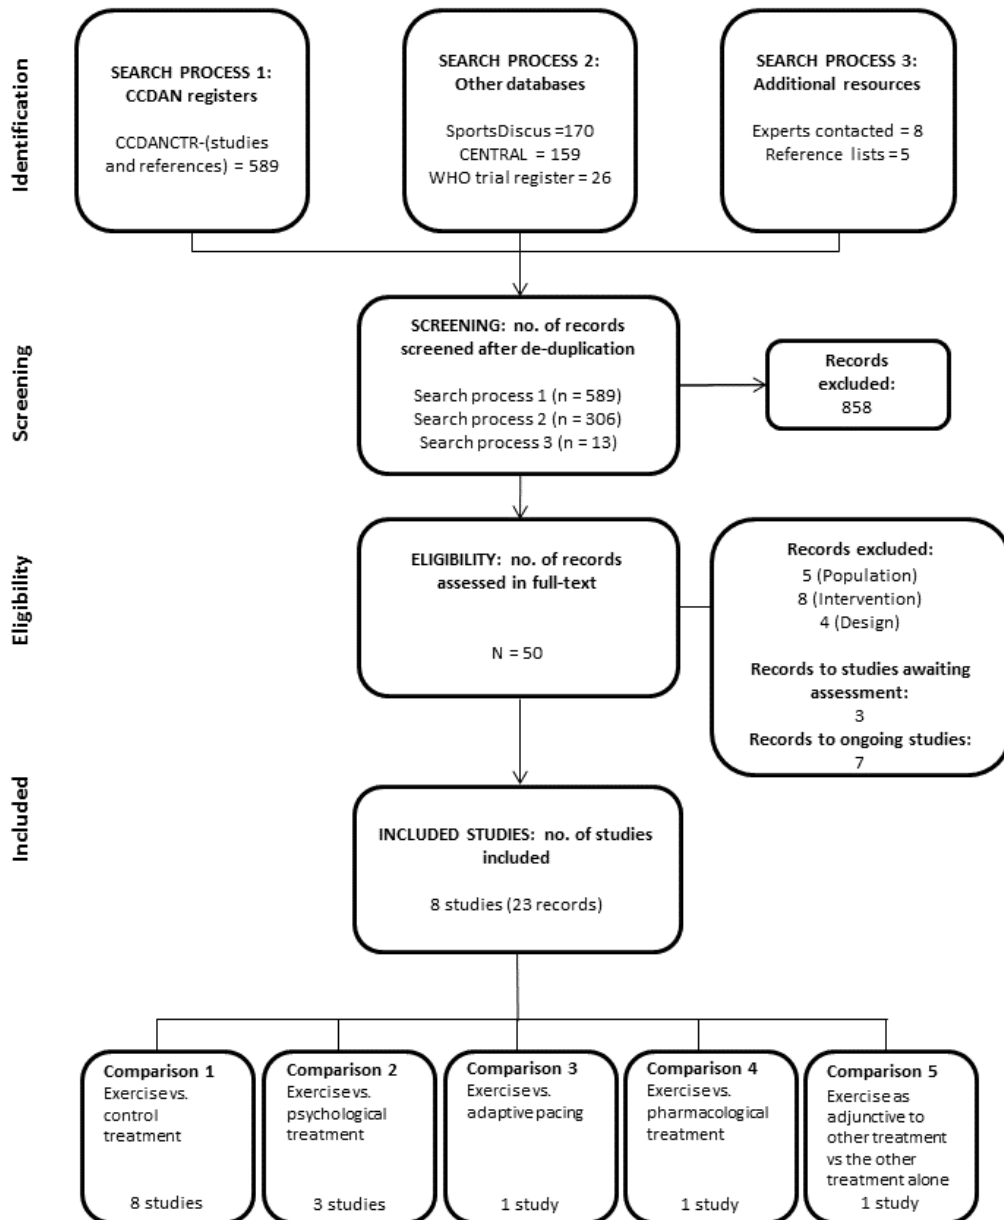 Identification
SEARCH PROCESS 1:
CCDAN registers
CCDANCTR-(studies
and references) = 589
SEARCH PROCESS 2:
Other databases
SportsDiscus =170
CENTRAL = 159
WHO trial register = 26
SEARCH PROCESS 3:
Additional resources
Experts contacted = 8
Reference lists = 5
Screening
SCREENING: no. of records
screened after de-duplication
Search process 1 (n = 589)
Search process 2 (n = 306)
Search process 3 (n = 13)
Records
excluded:
858
Eligibility
ELIGIBILITY: no. of records
assessed in full-text
N = 50
Records excluded:
5 (Population)
8 (Intervention)
4 (Design)
Records to studies awaiting
assessment:
3
Records to ongoing studies:
7
Included
INCLUDED STUDIES: no. of studies
included
8 studies (23 records)
Comparison 1
Exercise vs.
control
treatment
8 studies
Comparison 2
Exercise vs.
psychological
treatment
3 studies
Comparison 3
Exercise vs.
adaptive pacing
1 study
Comparison 4
Exercise vs.
pharmacological
treatment
1 study
Comparison 5
Exercise as
adjunctive to
other treatment
vs the other
treatment alone
1 study